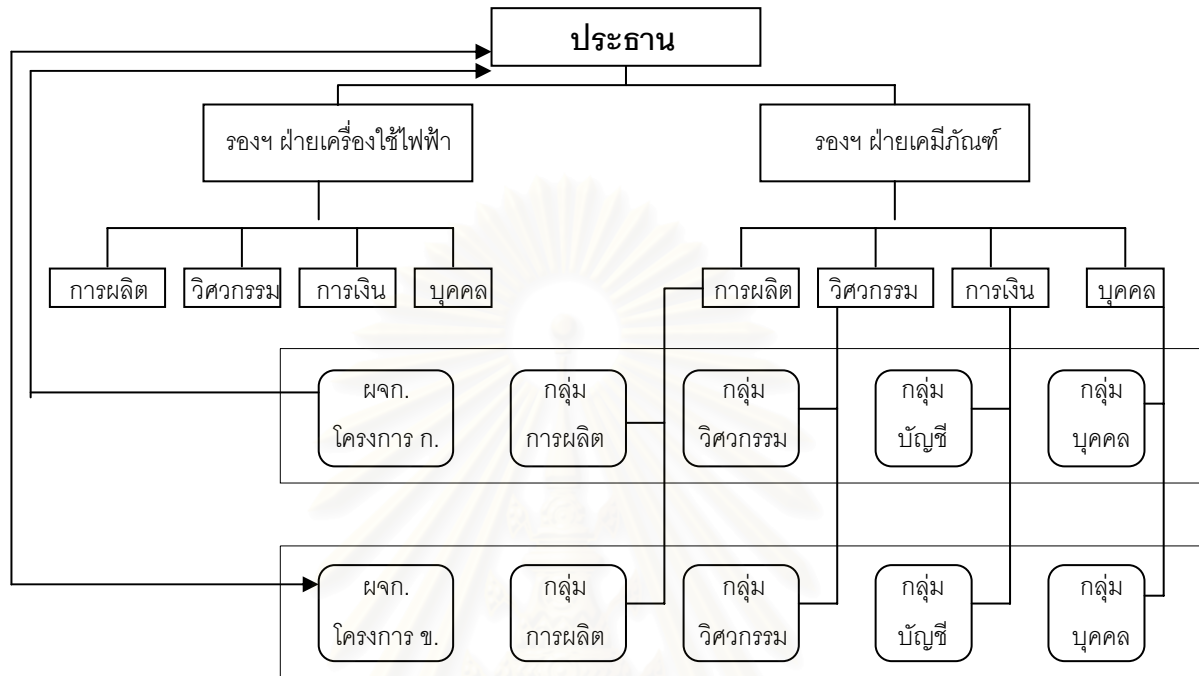 ประธาน
รองฯ ฝ่ายเครื่องใช้ไฟฟ้า
รองฯ ฝ่ายเคมีภัณฑ์
การผลิต วิศวกรรม การเงิน บุคคล
การผลิต วิศวกรรม การเงิน บุคคล
ผจก.
โครงการ ก.
กลุ่ม
การผลิต
กลุ่ม
วิศวกรรม
กลุ่ม
บัญชี
กลุ่ม
บุคคล
ผจก.
โครงการ ข.
กลุ่ม
การผลิต
กลุ่ม
วิศวกรรม
กลุ่ม
บัญชี
กลุ่ม
บุคคล